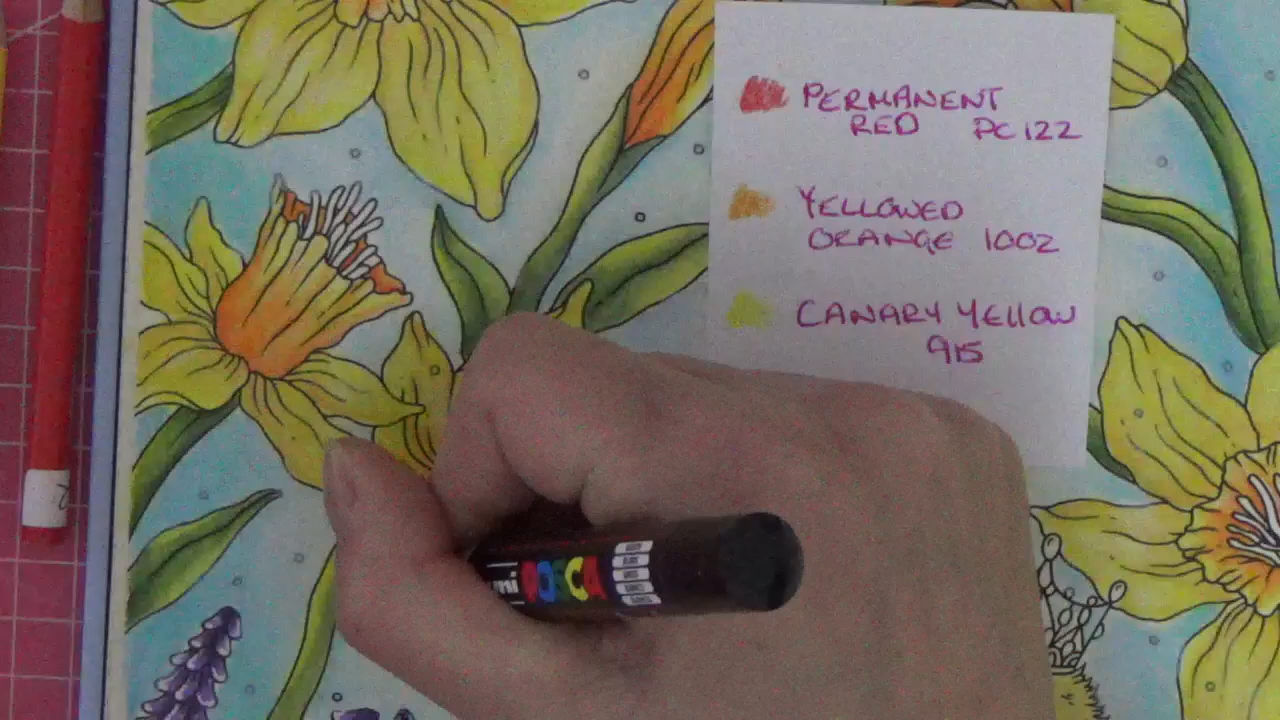 PERMANENT
RED PC122
YELLOWED
ORANGE 1002
CANARY YELLOW
915
uni POSCA